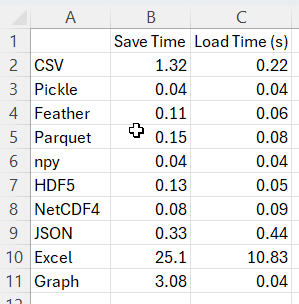 A B C
1 Save Time Load Time (s)
2 CSV 1.32 0.22
3 Pickle 0.04 0.04
4 Feather 0.11 0.06
5 Parquet 0.15 0.08
6 npy 0.04 0.04
7 HDF5 0.13 0.05
8 NetCDF4 0.08 0.09
9 JSON 0.33 0.44
10 Excel 25.1 10.83
11 Graph 3.08 0.04